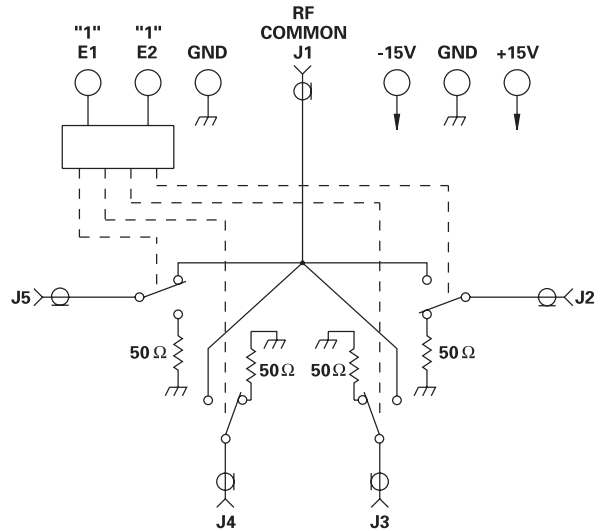 RF
COMMON
J1
"1"
E1
"1"
E2
GND
-15V
GND
+15V
J5
J2
50 Ω
50 Ω
50 Ω
50 Ω
J4
J3